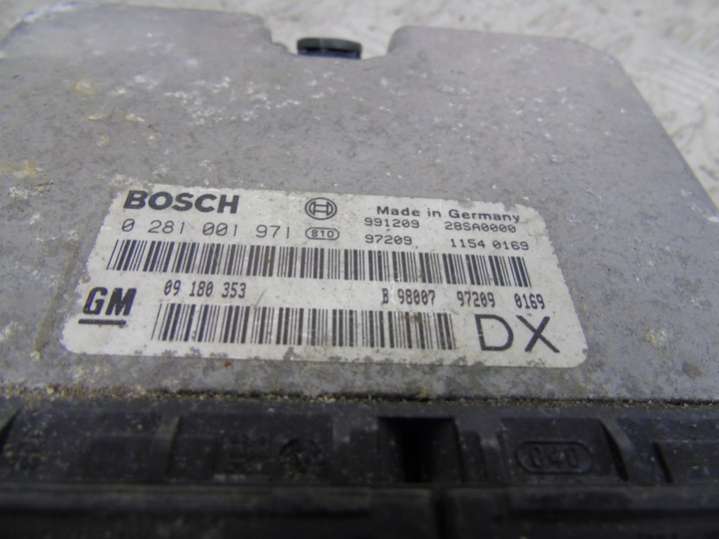 BOSCH Made in Germany
991209 28SA0000
0 281 001 971 810 97209 1154 0169
GM 09 180 353 B 98007 97209 0169
DX